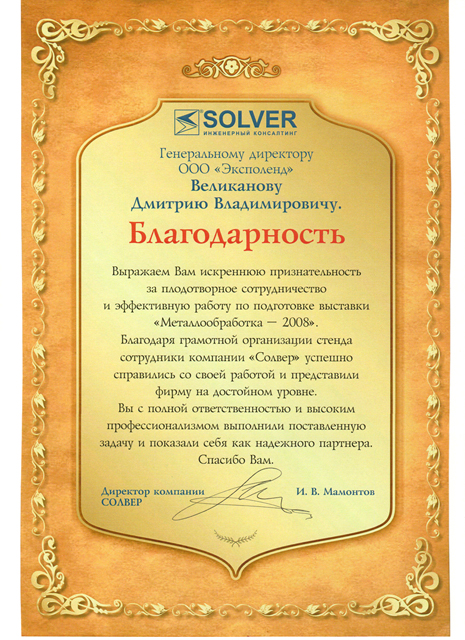 SOLVER
ИНЖЕНЕРНЫЙ КОНСАЛТИНГ
Генеральному директору
ООО «Эксполенд»
Великанову
Дмитрию Владимировичу.
Благодарность
Выражаем Вам искреннюю признательность
за плодотворное сотрудничество
и эффективную работу по подготовке выставки
«Металлообработка — 2008».
Благодаря грамотной организации стенда
сотрудники компании «Солвер» успешно
справились со своей работой и представили
фирму на достойном уровне.
Вы с полной ответственностью и высоким
профессионализмом выполнили поставленную
задачу и показали себя как надежного партнера.
Спасибо Вам.
Директор компании И. В. Мамонтов
СОЛВЕР